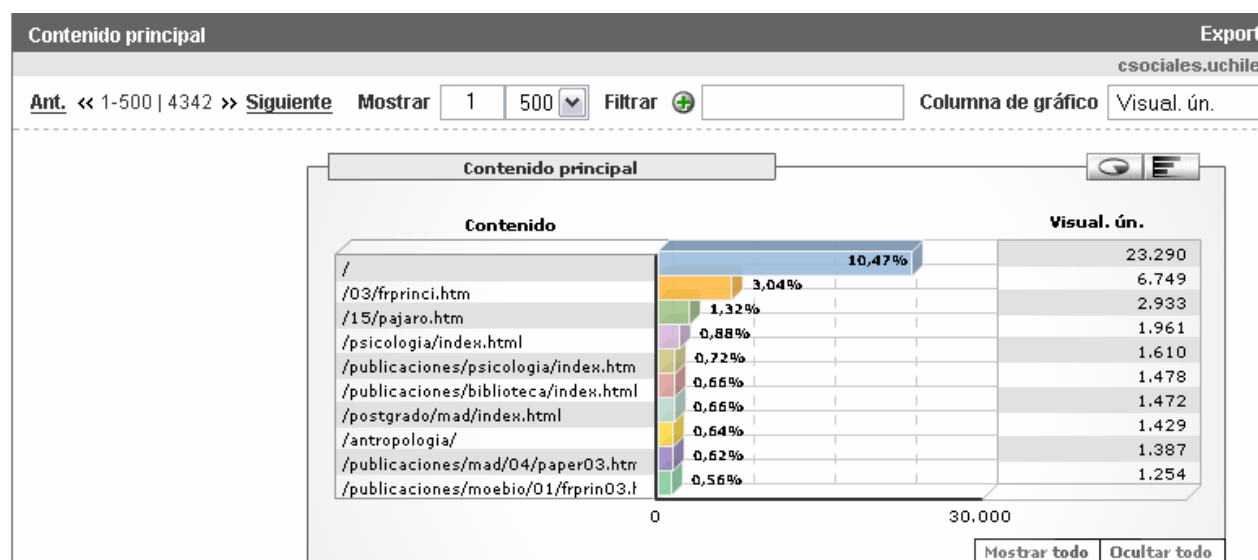 Contenido principal Export
csociales.uchile
Ant. « 1-500 | 4342 » Siguiente Mostrar 1 500 Filtrar Columna de gráfico Visual. ún.
Contenido principal
Contenido Visual. ún.
/ 10,47% 23.290
/03/frprinci.htm 3,04% 6.749
/15/pajaro.htm 1,32% 2.933
/psicologia/index.html 0,88% 1.961
/publicaciones/psicologia/index.htm 0,72% 1.610
/publicaciones/biblioteca/index.html 0,66% 1.478
/postgrado/mad/index.html 0,66% 1.472
/antropologia/ 0,64% 1.429
/publicaciones/mad/04/paper03.htm 0,62% 1.387
/publicaciones/moebio/01/frprin03.h 0,56% 1.254
0 30.000
Mostrar todo Ocultar todo